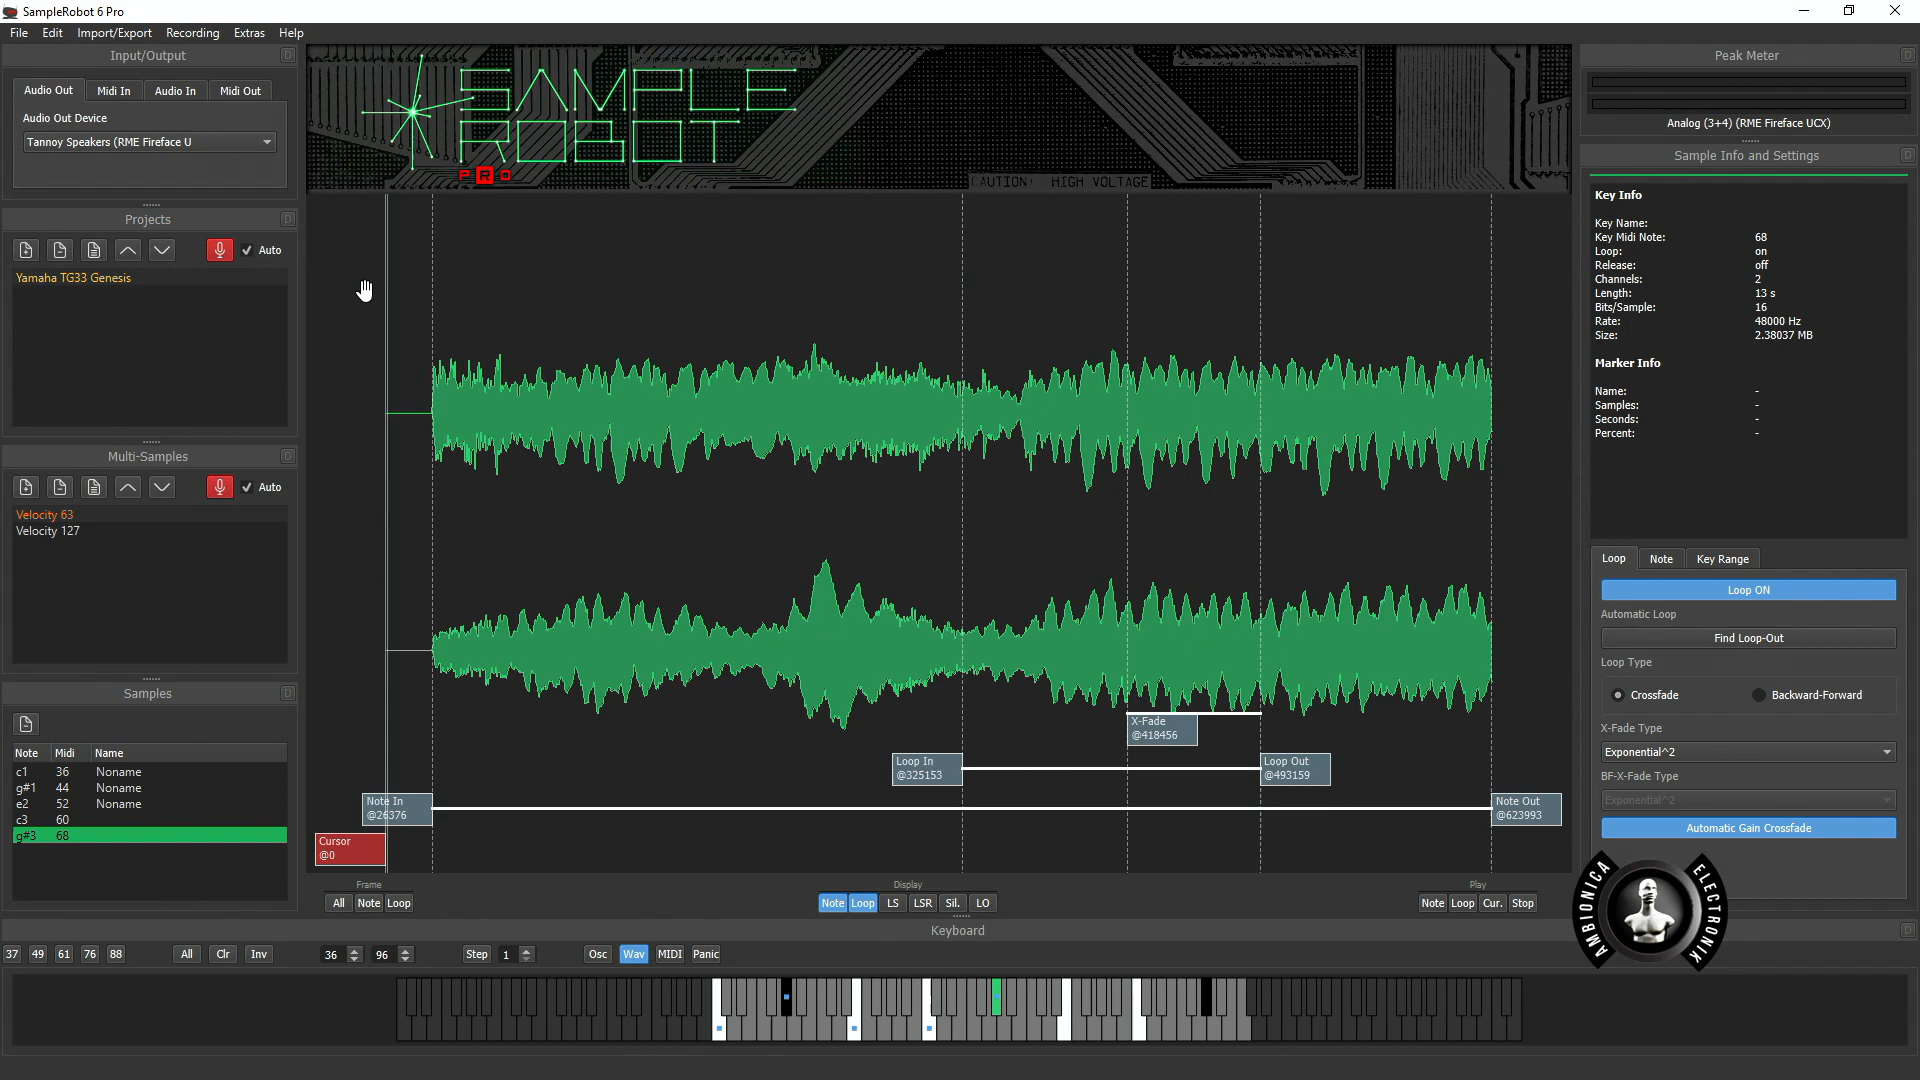 SampleRobot 6 Pro
File Edit Import/Export Recording Extras Help
Input/Output
Audio Out Midi In Audio In Midi Out
Audio Out Device
Tannoy Speakers (RME Fireface U
Projects
Auto
Yamaha TG33 Genesis
Multi-Samples
Auto
Velocity 63
Velocity 127
Samples
Note Midi Name
c1 36 Noname
g#1 44 Noname
e2 52 Noname
c3 60
g#3 68
SAMPLE
ROBOT
PRO
CAUTION! HIGH VOLTAGE
X-Fade
@418456
Loop In
@325153
Loop Out
@493159
Note In
@26376
Note Out
@623993
Cursor
@0
Frame
All Note Loop
Display
Note Loop LS LSR Sil. LO
Play
Note Loop Cur. Stop
Peak Meter
Analog (3+4) (RME Fireface UCX)
Sample Info and Settings
Key Info
Key Name:
Key Midi Note: 68
Loop: on
Release: off
Channels: 2
Length: 13 s
Bits/Sample: 16
Rate: 48000 Hz
Size: 2.38037 MB
Marker Info
Name: -
Samples: -
Seconds: -
Percent: -
Loop Note Key Range
Loop ON
Automatic Loop
Find Loop-Out
Loop Type
Crossfade Backward-Forward
X-Fade Type
Exponential^2
BF-X-Fade Type
Exponential^2
Automatic Gain Crossfade
AMBIONICA ELECTRONIK
Keyboard
37 49 61 76 88 All Clr Inv 36 96 Step 1 Osc Wav MIDI Panic